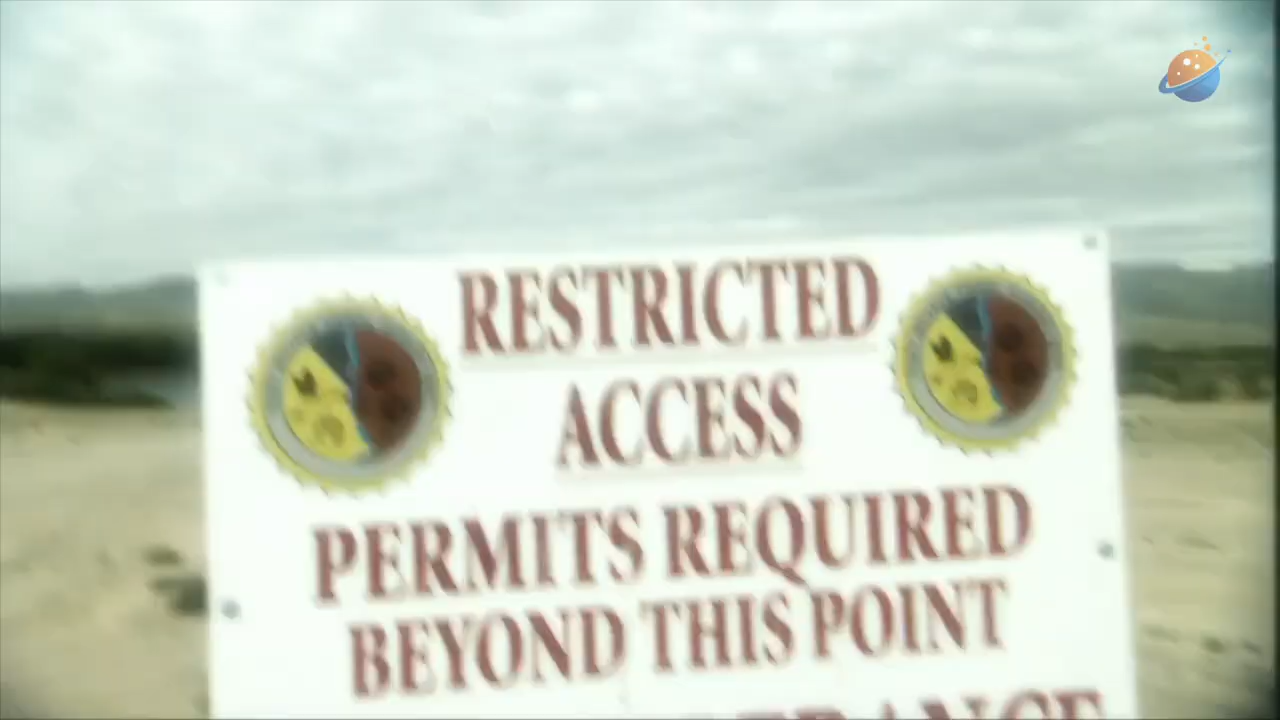 RESTRICTED
ACCESS
PERMITS REQUIRED
BEYOND THIS POINT